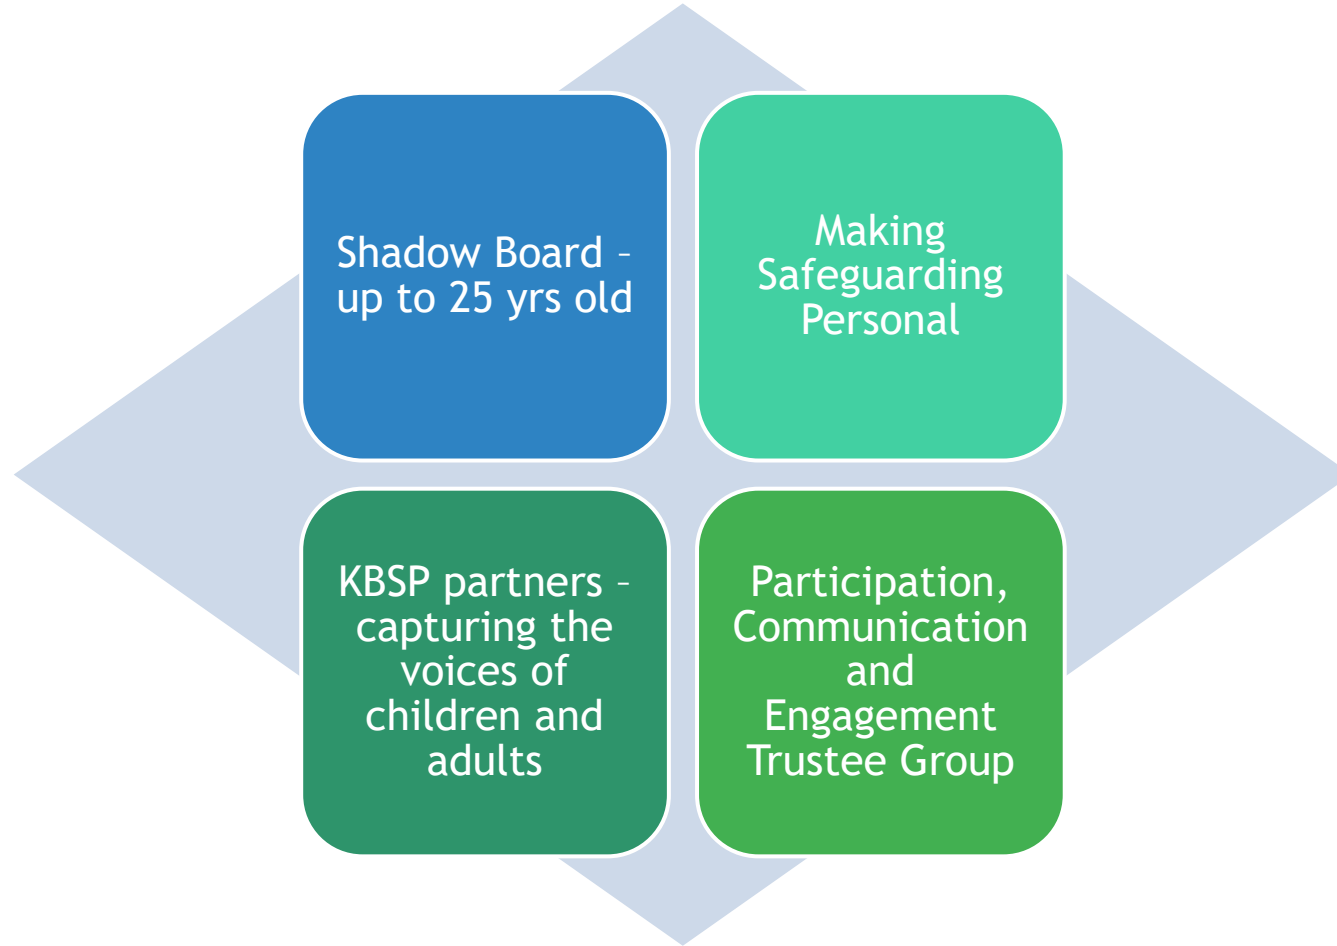 Shadow Board –
up to 25 yrs old
Making
Safeguarding
Personal
KBSP partners –
capturing the
voices of
children and
adults
Participation,
Communication
and
Engagement
Trustee Group